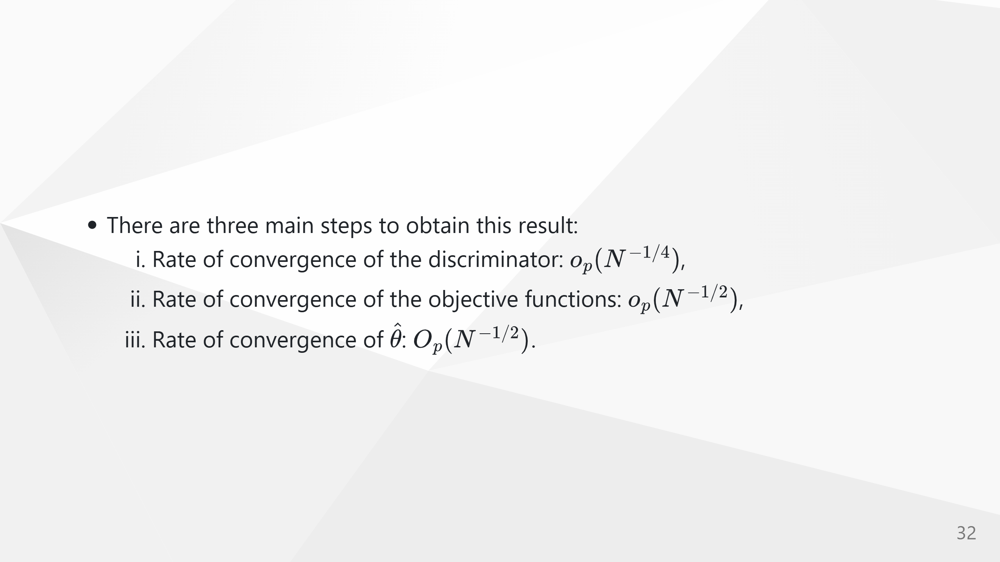 • There are three main steps to obtain this result:
i. Rate of convergence of the discriminator: $o_p(N^{-1/4})$,
ii. Rate of convergence of the objective functions: $o_p(N^{-1/2})$,
iii. Rate of convergence of $\hat{\theta}$: $O_p(N^{-1/2})$.
32